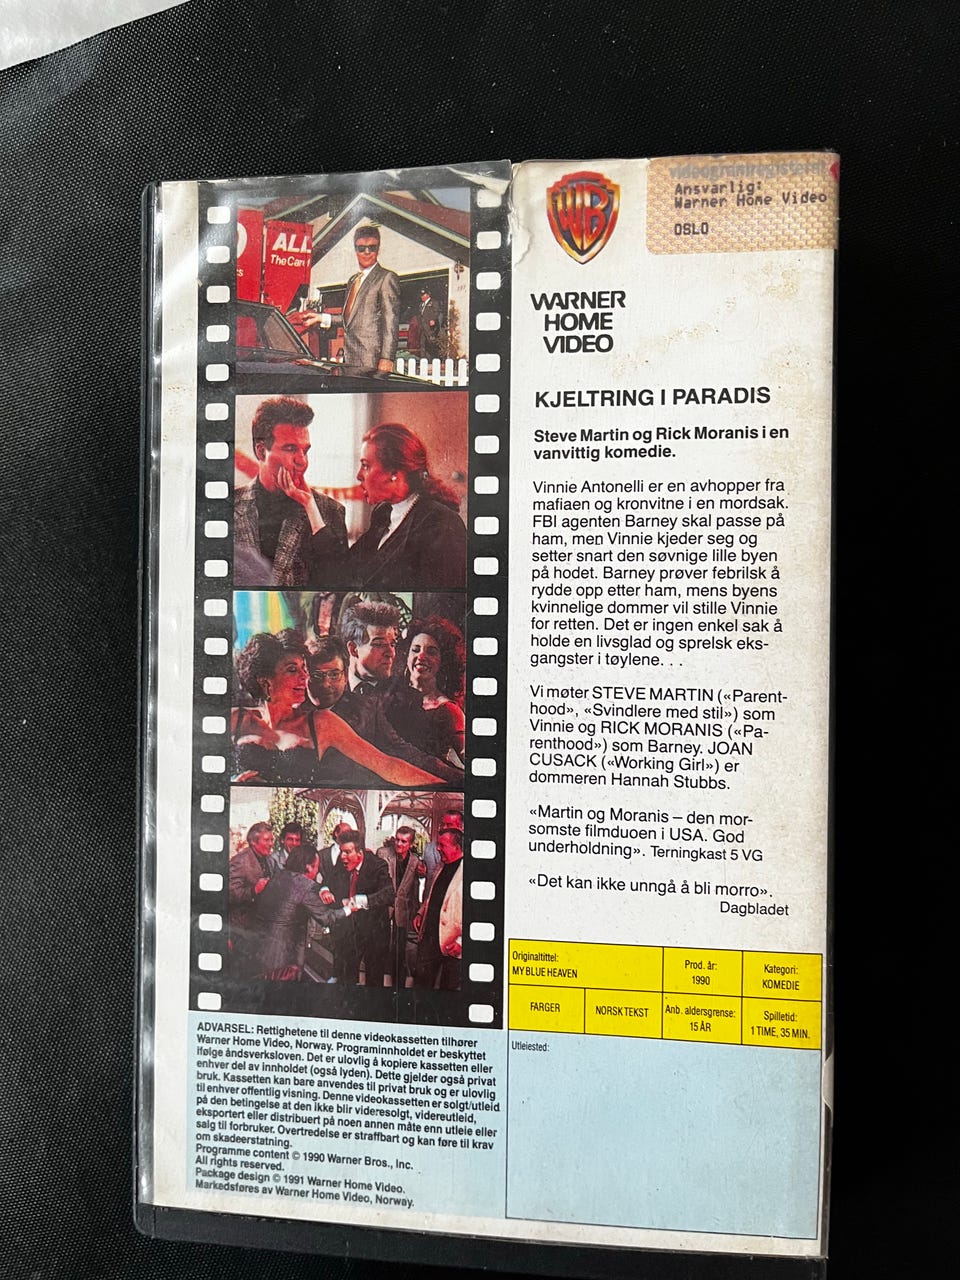 ALL
The Care
WB
videogramregisteret
Ansvarlig:
Warner Home Video
OSLO
WARNER
HOME
VIDEO
KJELTRING I PARADIS
Steve Martin og Rick Moranis i en
vanvittig komedie.
Vinnie Antonelli er en avhopper fra
mafiaen og kronvitne i en mordsak.
FBI agenten Barney skal passe på
ham, men Vinnie kjeder seg og
setter snart den søvnige lille byen
på hodet. Barney prøver febrilsk å
rydde opp etter ham, mens byens
kvinnelige dommer vil stille Vinnie
for retten. Det er ingen enkel sak å
holde en livsglad og sprelsk eks-
gangster i tøylene. . .
Vi møter STEVE MARTIN («Parent-
hood», «Svindlere med stil») som
Vinnie og RICK MORANIS («Pa-
renthood») som Barney. JOAN
CUSACK («Working Girl») er
dommeren Hannah Stubbs.
«Martin og Moranis – den mor-
somste filmduoen i USA. God
underholdning». Terningkast 5 VG
«Det kan ikke unngå å bli morro».
Dagbladet
Originaltittel:
MY BLUE HEAVEN
Prod. år:
1990
Kategori:
KOMEDIE
FARGER
NORSK TEKST
Anb. aldersgrense:
15 ÅR
Spilletid:
1 TIME, 35 MIN.
Utleiested:
ADVARSEL: Rettighetene til denne videokassetten tilhører
Warner Home Video, Norway. Programinnholdet er beskyttet
ifølge åndsverksloven. Det er ulovlig å kopiere kassetten eller
enhver del av innholdet (også lyden). Dette gjelder også privat
bruk. Kassetten kan bare anvendes til privat bruk og er ulovlig
til enhver offentlig visning. Denne videokassetten er solgt/utleid
på den betingelse at den ikke blir videresolgt, videreutleid,
eksportert eller distribuert på noen annen måte enn utleie eller
salg til forbruker. Overtredelse er straffbart og kan føre til krav
om skadeerstatning.
Programme content © 1990 Warner Bros., Inc.
All rights reserved.
Package design © 1991 Warner Home Video.
Markedsføres av Warner Home Video, Norway.